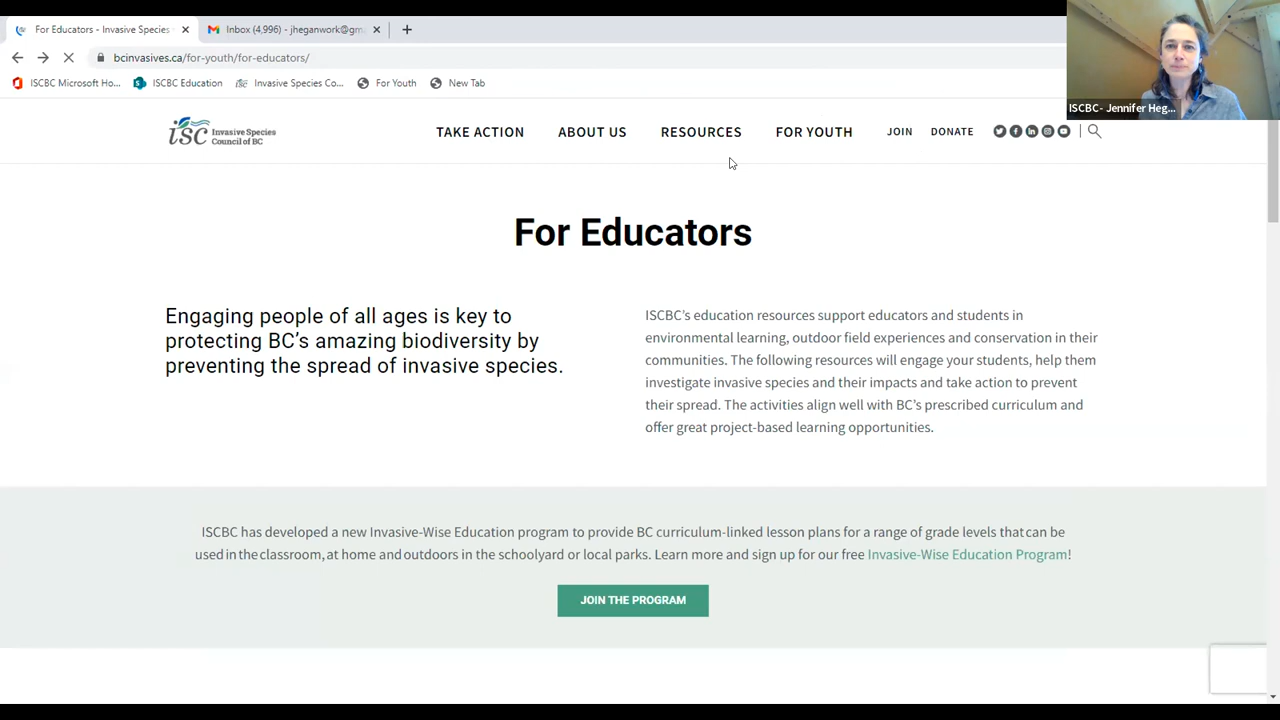 For Educators - Invasive Species
Inbox (4,996) - jheganwork@gm
bcinvasives.ca/for-youth/for-educators/
ISCBC Microsoft Ho...
ISCBC Education
Invasive Species Co...
For Youth
New Tab
ISCBC- Jennifer Heg...
isc Invasive Species
Council of BC
TAKE ACTION
ABOUT US
RESOURCES
FOR YOUTH
JOIN
DONATE
For Educators
Engaging people of all ages is key to
protecting BC's amazing biodiversity by
preventing the spread of invasive species.
ISCBC's education resources support educators and students in
environmental learning, outdoor field experiences and conservation in their
communities. The following resources will engage your students, help them
investigate invasive species and their impacts and take action to prevent
their spread. The activities align well with BC's prescribed curriculum and
offer great project-based learning opportunities.
ISCBC has developed a new Invasive-Wise Education program to provide BC curriculum-linked lesson plans for a range of grade levels that can be
used in the classroom, at home and outdoors in the schoolyard or local parks. Learn more and sign up for our free Invasive-Wise Education Program!
JOIN THE PROGRAM